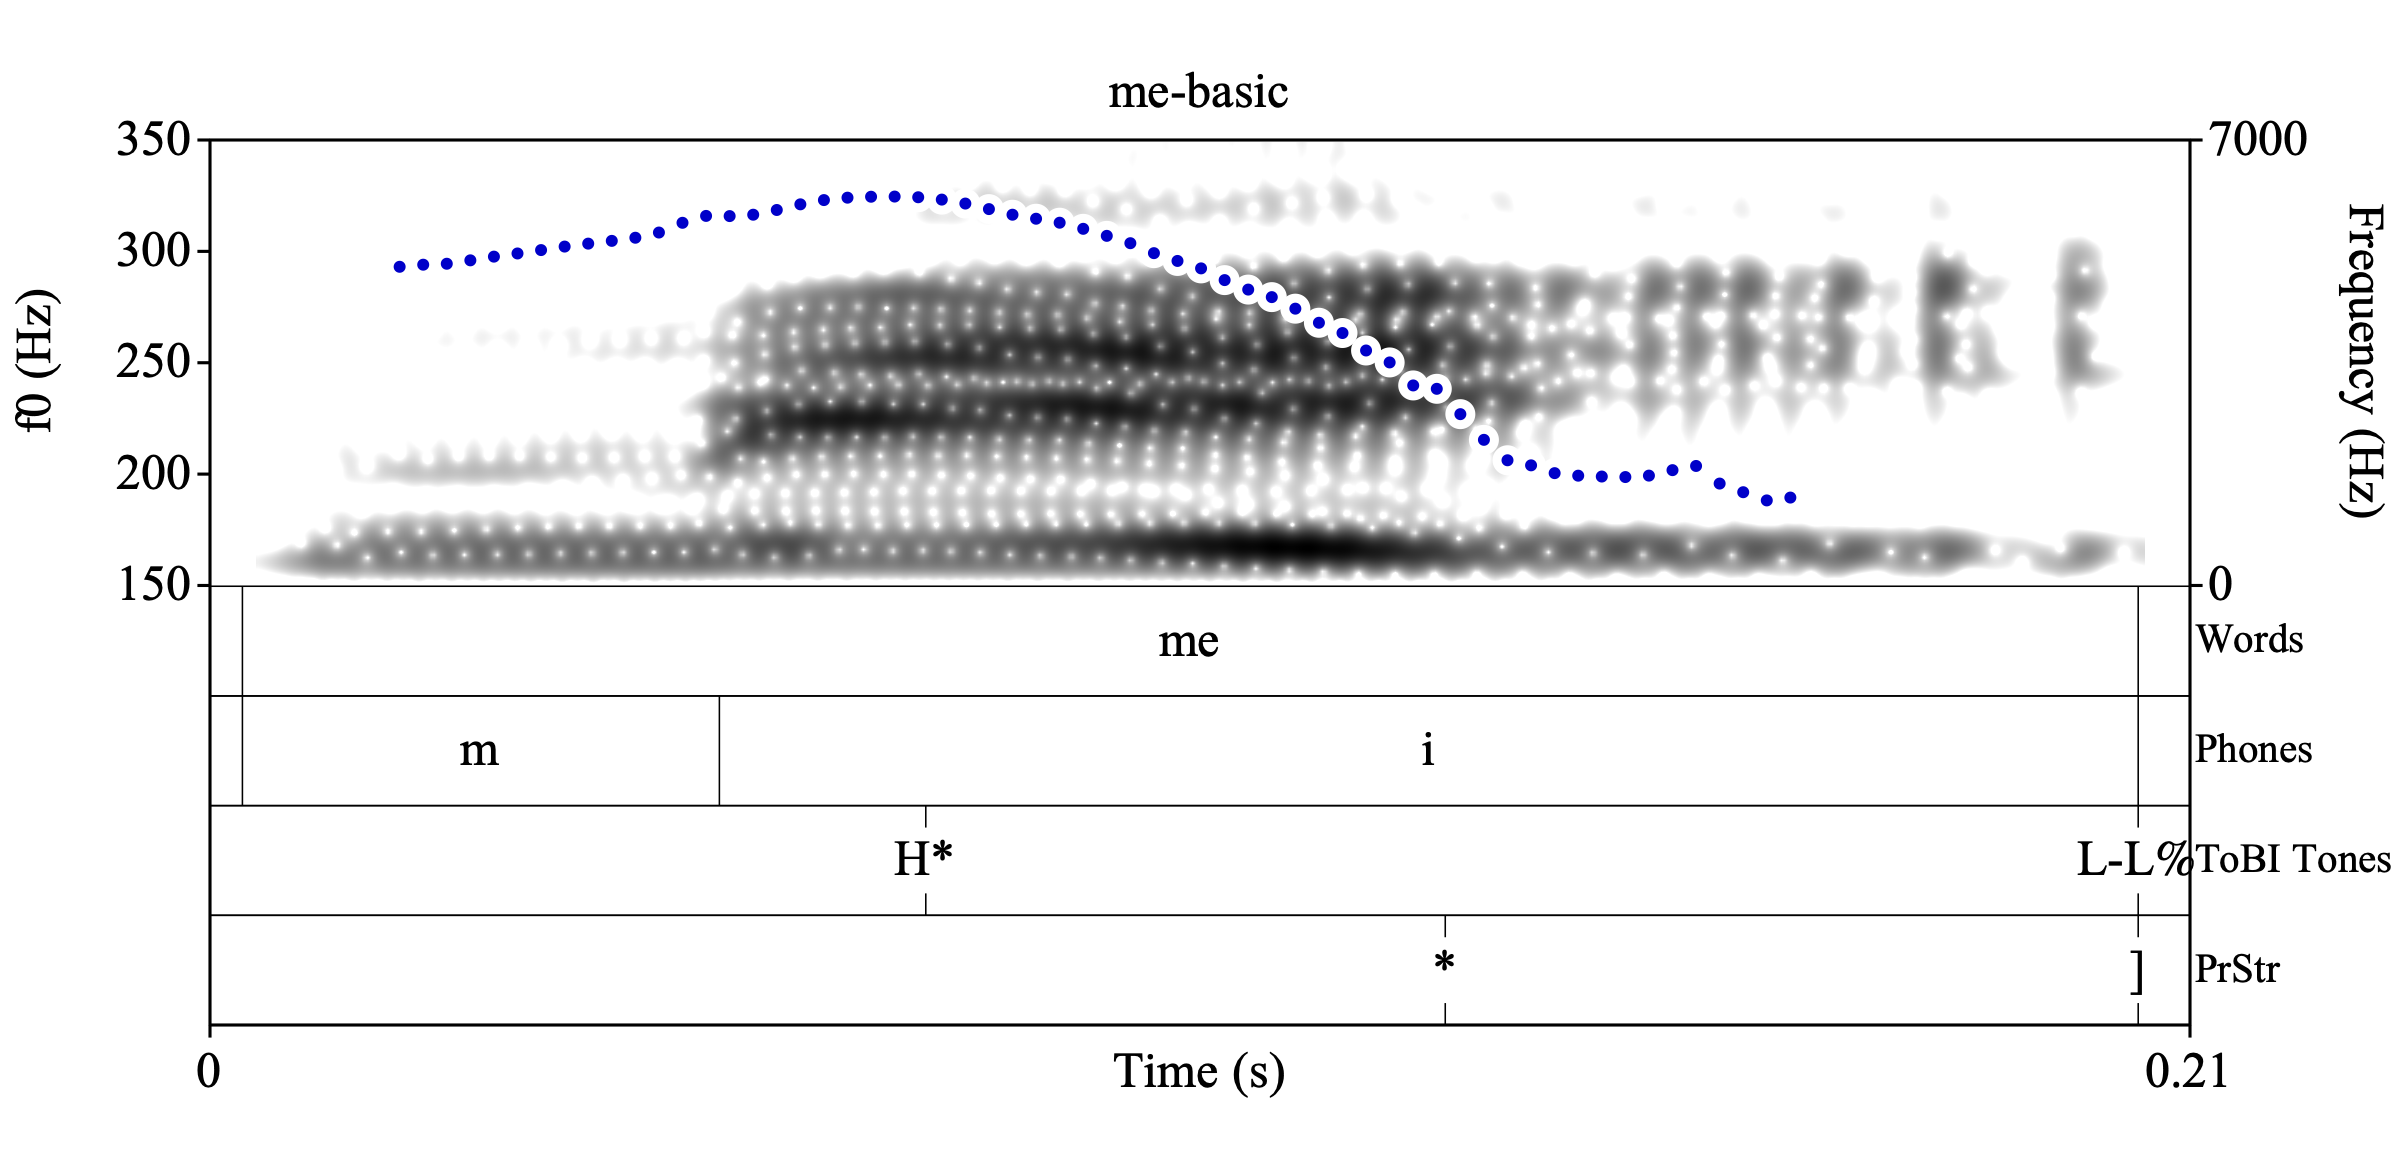 me-basic
350
300
250
200
150
f0 (Hz)
7000
0
Frequency (Hz)
me
Words
m i
Phones
H* L-L%
ToBI Tones
* ]
PrStr
0 Time (s) 0.21